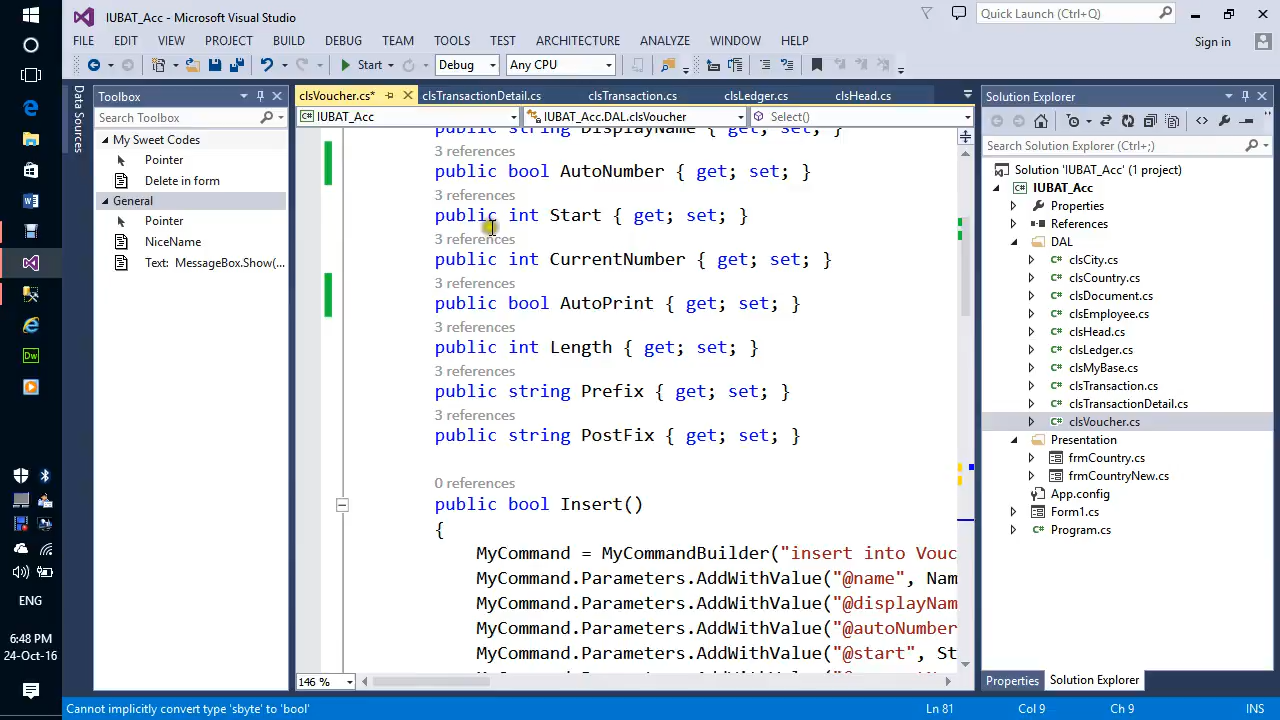 IUBAT_Acc - Microsoft Visual Studio
Quick Launch (Ctrl+Q)
FILE EDIT VIEW PROJECT BUILD DEBUG TEAM TOOLS TEST ARCHITECTURE ANALYZE WINDOW HELP
Sign in
Start Debug Any CPU
Data Sources
Toolbox
Search Toolbox
My Sweet Codes
Pointer
Delete in form
General
Pointer
NiceName
Text: MessageBox.Show(...
clsVoucher.cs* clsTransactionDetail.cs clsTransaction.cs clsLedger.cs clsHead.cs
IUBAT_Acc IUBAT_Acc.DAL.clsVoucher Select()
public string DisplayName { get; set; }
3 references
public bool AutoNumber { get; set; }
3 references
public int Start { get; set; }
3 references
public int CurrentNumber { get; set; }
3 references
public bool AutoPrint { get; set; }
3 references
public int Length { get; set; }
3 references
public string Prefix { get; set; }
3 references
public string PostFix { get; set; }
0 references
public bool Insert()
{
MyCommand = MyCommandBuilder("insert into Vouc
MyCommand.Parameters.AddWithValue("@name", Nam
MyCommand.Parameters.AddWithValue("@displayNam
MyCommand.Parameters.AddWithValue("@autoNumber
MyCommand.Parameters.AddWithValue("@start", St
146 %
Solution Explorer
Search Solution Explorer (Ctrl+;)
Solution 'IUBAT_Acc' (1 project)
IUBAT_Acc
Properties
References
DAL
clsCity.cs
clsCountry.cs
clsDocument.cs
clsEmployee.cs
clsHead.cs
clsLedger.cs
clsMyBase.cs
clsTransaction.cs
clsTransactionDetail.cs
clsVoucher.cs
Presentation
frmCountry.cs
frmCountryNew.cs
App.config
Form1.cs
Program.cs
Properties Solution Explorer
Cannot implicitly convert type 'sbyte' to 'bool' Ln 81 Col 9 Ch 9 INS
Dw
ENG
6:48 PM
24-Oct-16